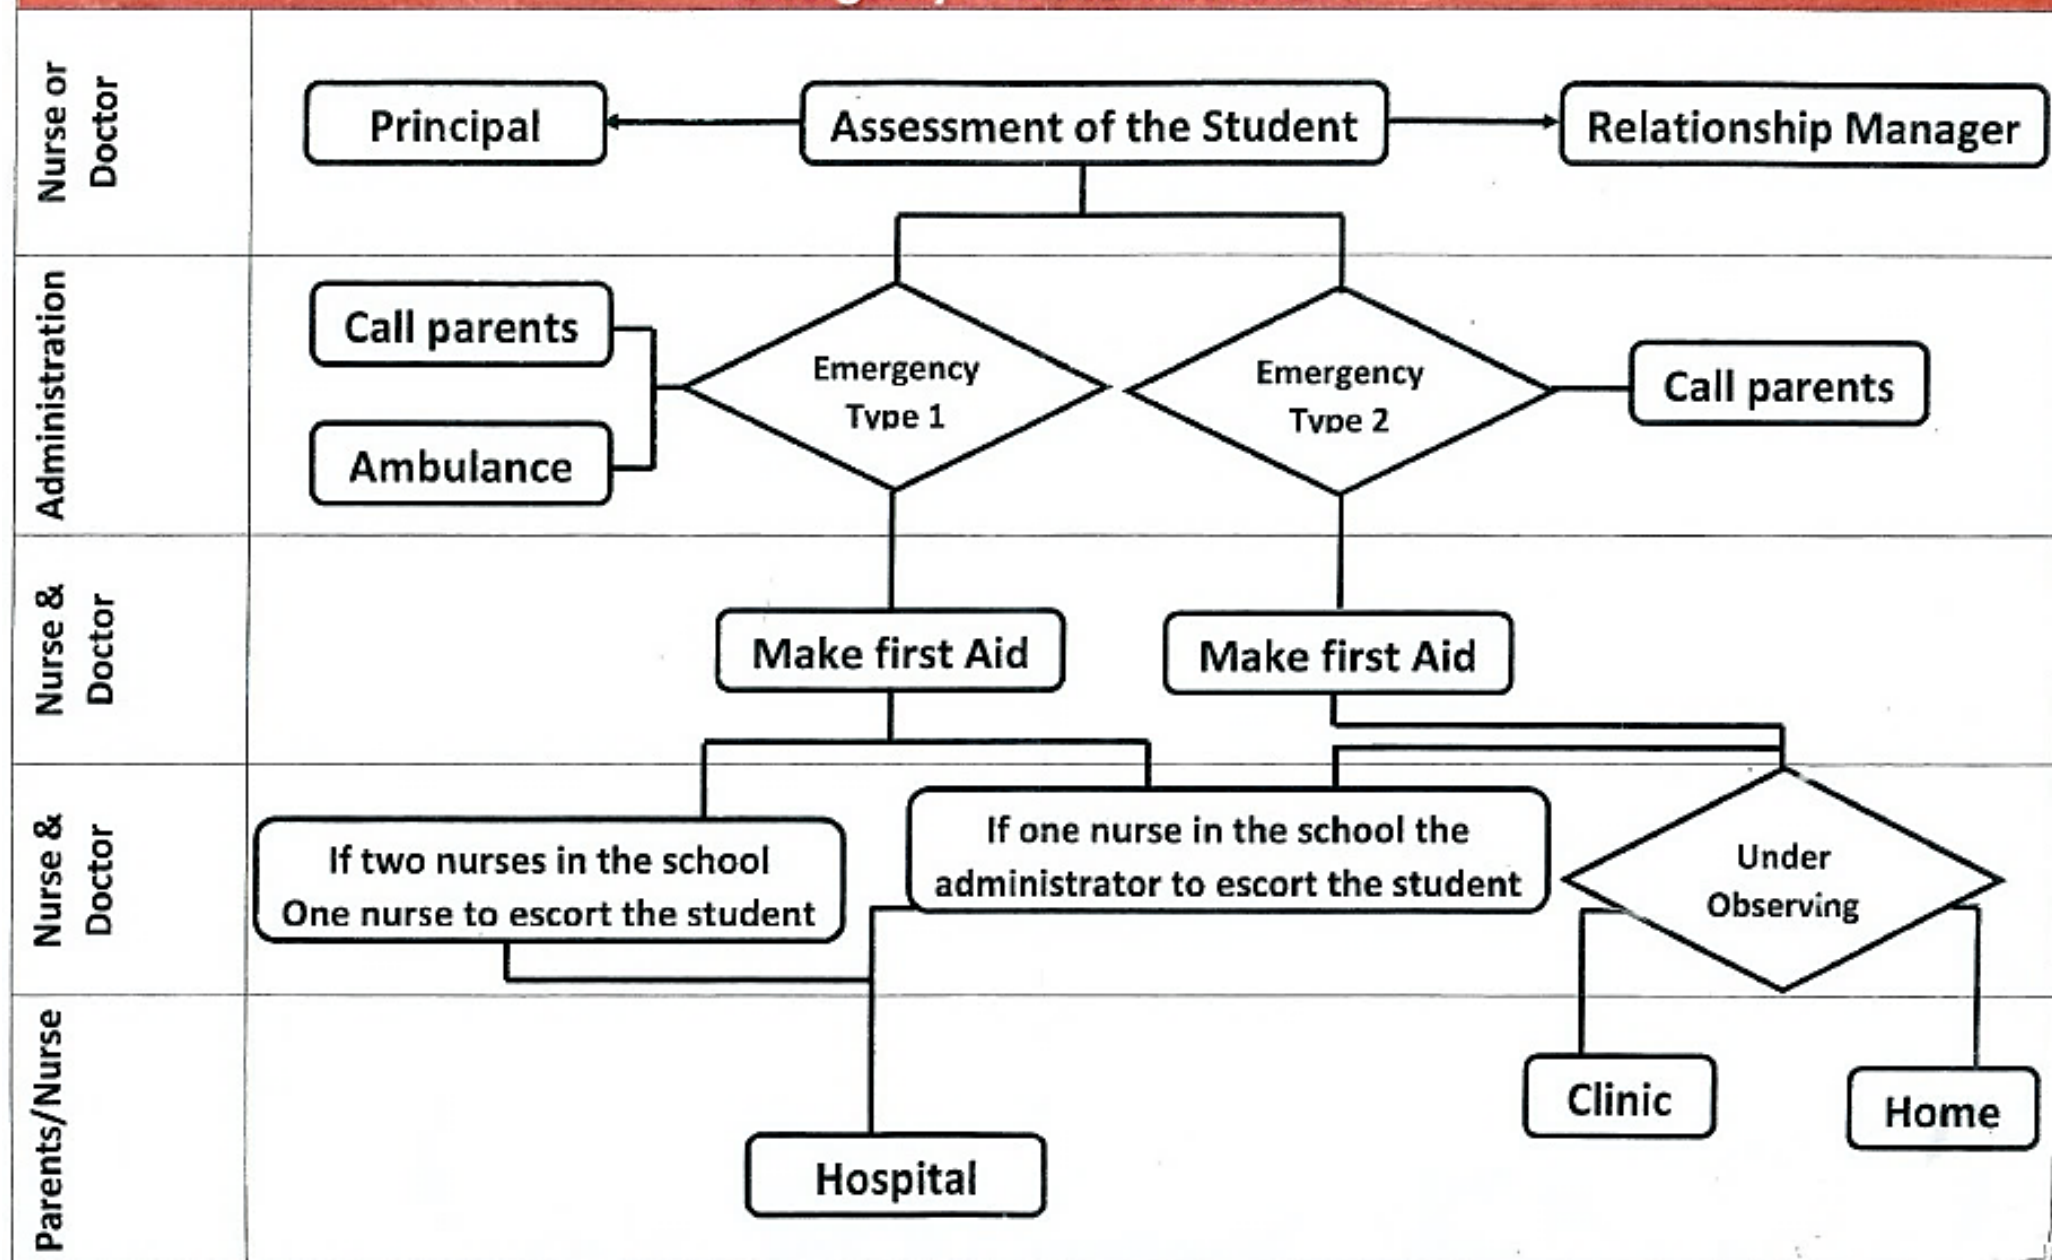 Nurse or
Doctor
Principal
Assessment of the Student
Relationship Manager
Administration
Call parents
Ambulance
Emergency
Type 1
Emergency
Type 2
Call parents
Nurse &
Doctor
Make first Aid
Make first Aid
Nurse &
Doctor
If two nurses in the school
One nurse to escort the student
If one nurse in the school the
administrator to escort the student
Under
Observing
Parents/Nurse
Hospital
Clinic
Home